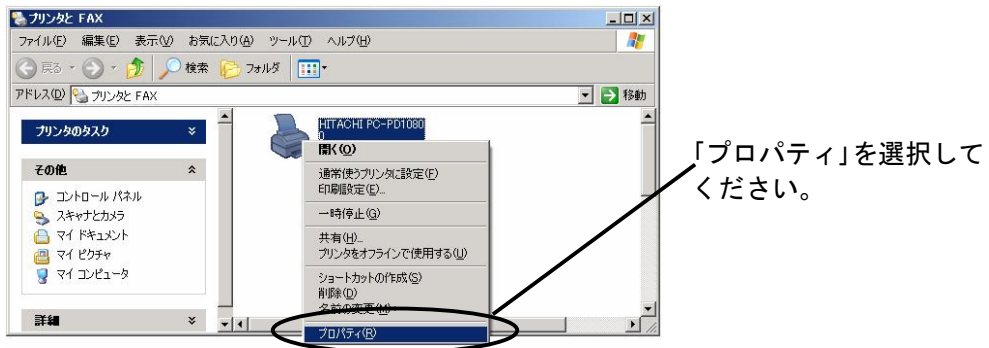 プリンタと FAX
ファイル(F) 編集(E) 表示(V) お気に入り(A) ツール(T) ヘルプ(H)
戻る 検索 フォルダ
アドレス(D) プリンタと FAX 移動
プリンタのタスク
その他
コントロール パネル
スキャナとカメラ
マイ ドキュメント
マイ ピクチャ
マイ コンピュータ
詳細
HITACHI PC-PD1080
0
開く(O)
通常使うプリンタに設定(F)
印刷設定(E)...
一時停止(G)
共有(H)...
プリンタをオフラインで使用する(U)
ショートカットの作成(S)
削除(D)
名前の変更(M)
プロパティ(R)
「プロパティ」を選択して
ください。